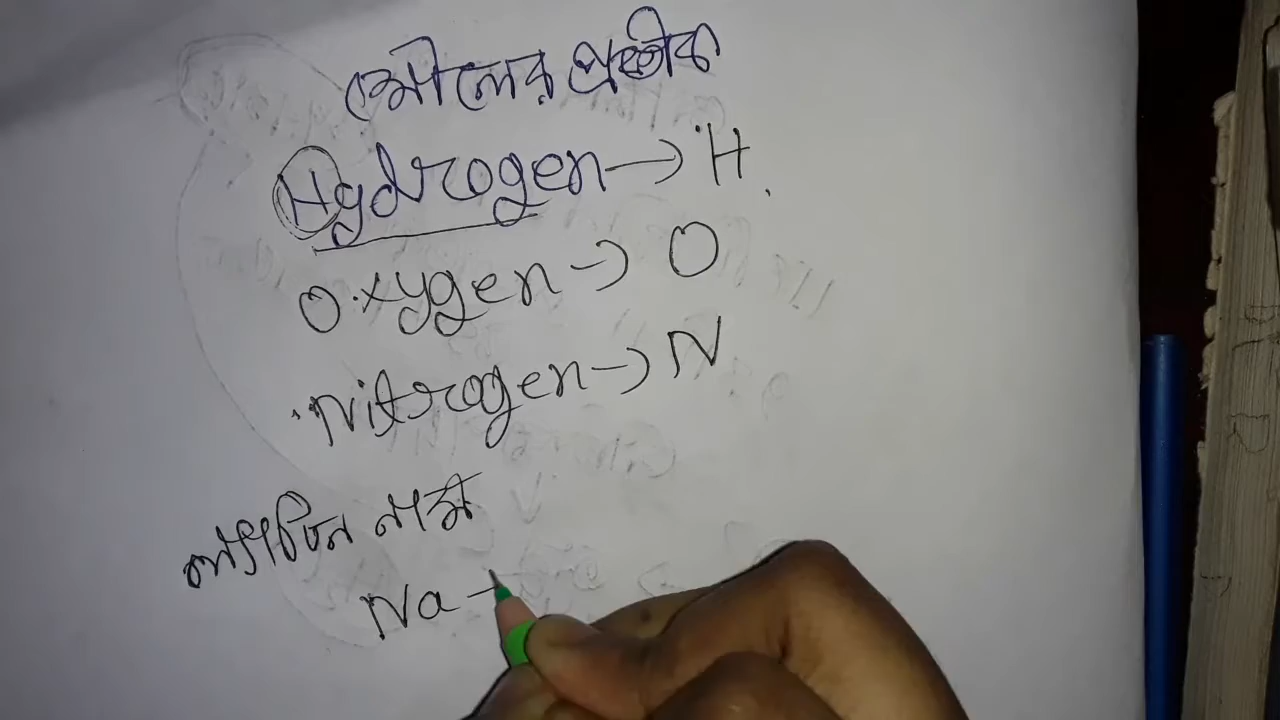 মৌলের প্রতীক
Hydrogen → H
Oxygen → O
Nitrogen → N
ল্যাটিন নাম
Na -